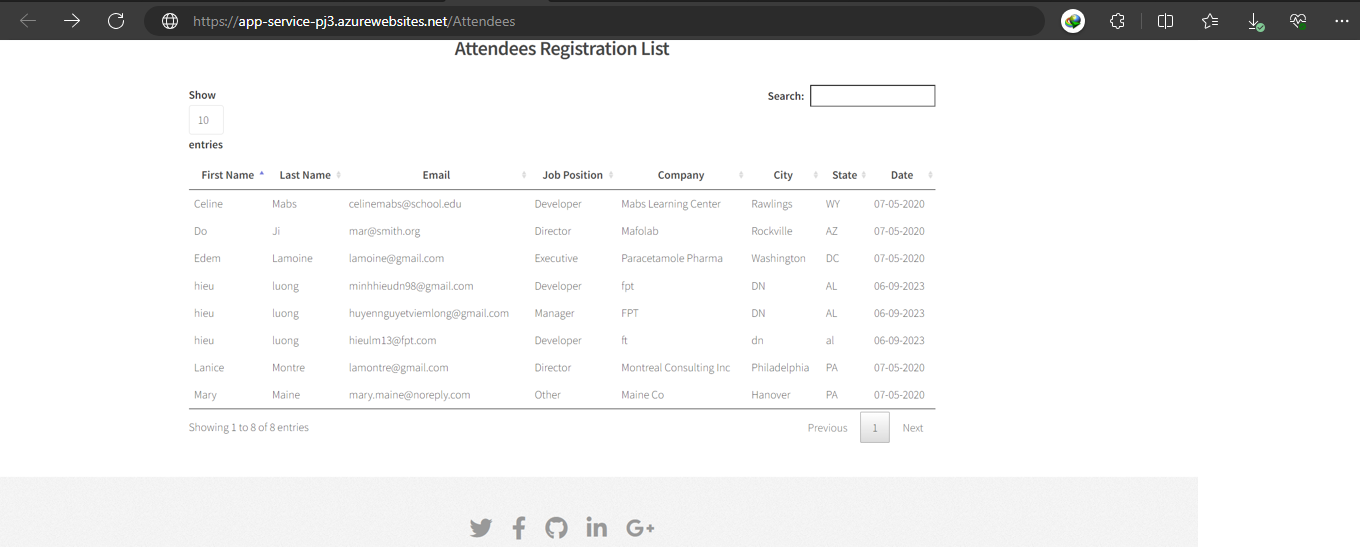 https://app-service-pj3.azurewebsites.net/Attendees
Attendees Registration List
Show
10
entries
Search:
First Name Last Name Email Job Position Company City State Date
Celine Mabs celinemabs@school.edu Developer Mabs Learning Center Rawlings WY 07-05-2020
Do Ji mar@smith.org Director Mafolab Rockville AZ 07-05-2020
Edem Lamoine lamoine@gmail.com Executive Paracetamole Pharma Washington DC 07-05-2020
hieu luong minhhieudn98@gmail.com Developer fpt DN AL 06-09-2023
hieu luong huyennguyetviemlong@gmail.com Manager FPT DN AL 06-09-2023
hieu luong hieulm13@fpt.com Developer ft dn al 06-09-2023
Lanice Montre lamontre@gmail.com Director Montreal Consulting Inc Philadelphia PA 07-05-2020
Mary Maine mary.maine@noreply.com Other Maine Co Hanover PA 07-05-2020
Showing 1 to 8 of 8 entries
Previous 1 Next